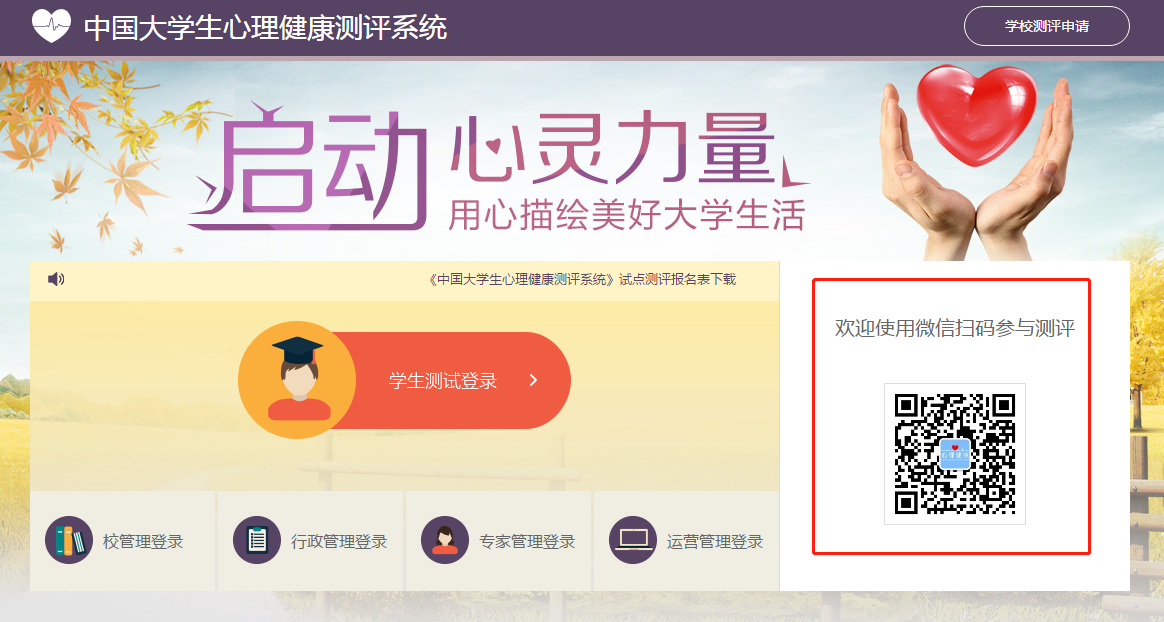 中国大学生心理健康测评系统
学校测评申请
启动心灵力量
用心描绘美好大学生活
《中国大学生心理健康测评系统》试点测评报名表下载
欢迎使用微信扫码参与测评
学生测试登录
校管理登录
行政管理登录
专家管理登录
运营管理登录